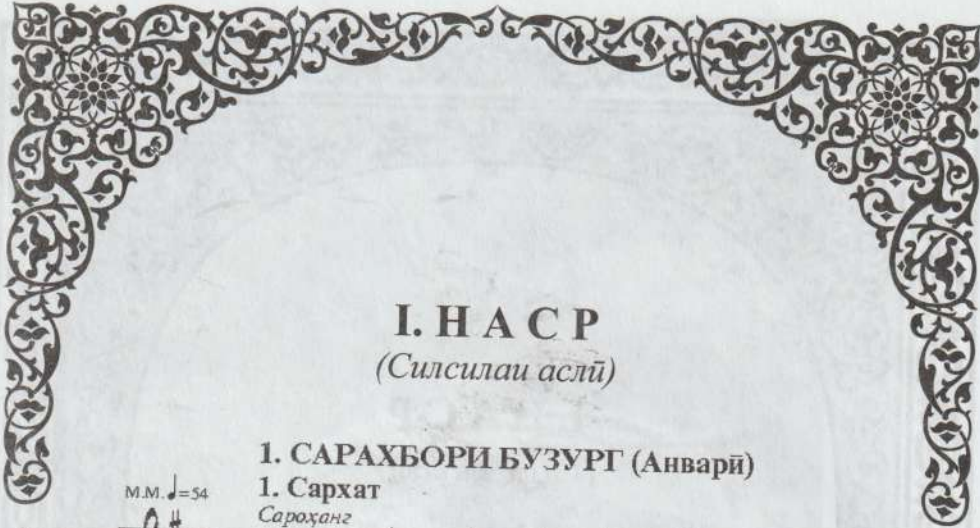 I. Н А С Р
(Силсилаи аслӣ)
1. САРАХБОРИ БУЗУРГ (Анварӣ)
М.М. ♩=54
1. Сархат
Сароҳанг